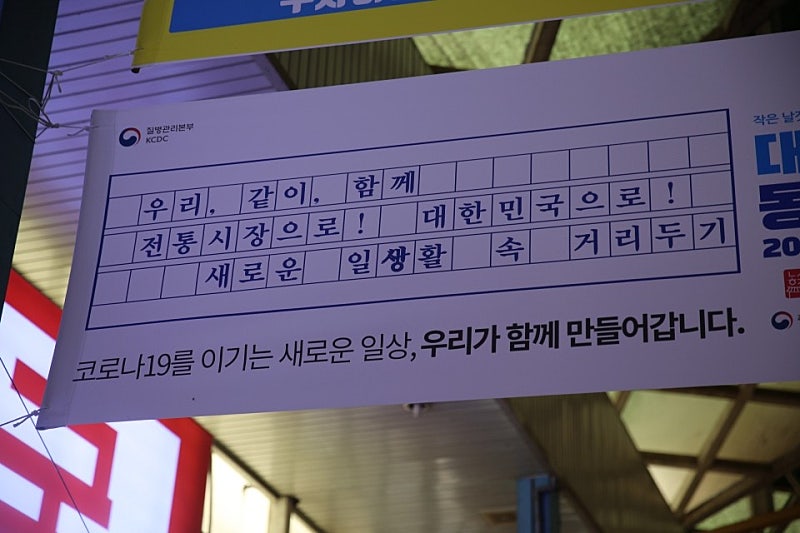 질병관리본부
KCDC
우리, 같이, 함께
전통시장으로! 대한민국으로!
새로운 일생활 속 거리두기
코로나19를 이기는 새로운 일상, 우리가 함께 만들어갑니다.
작은
20